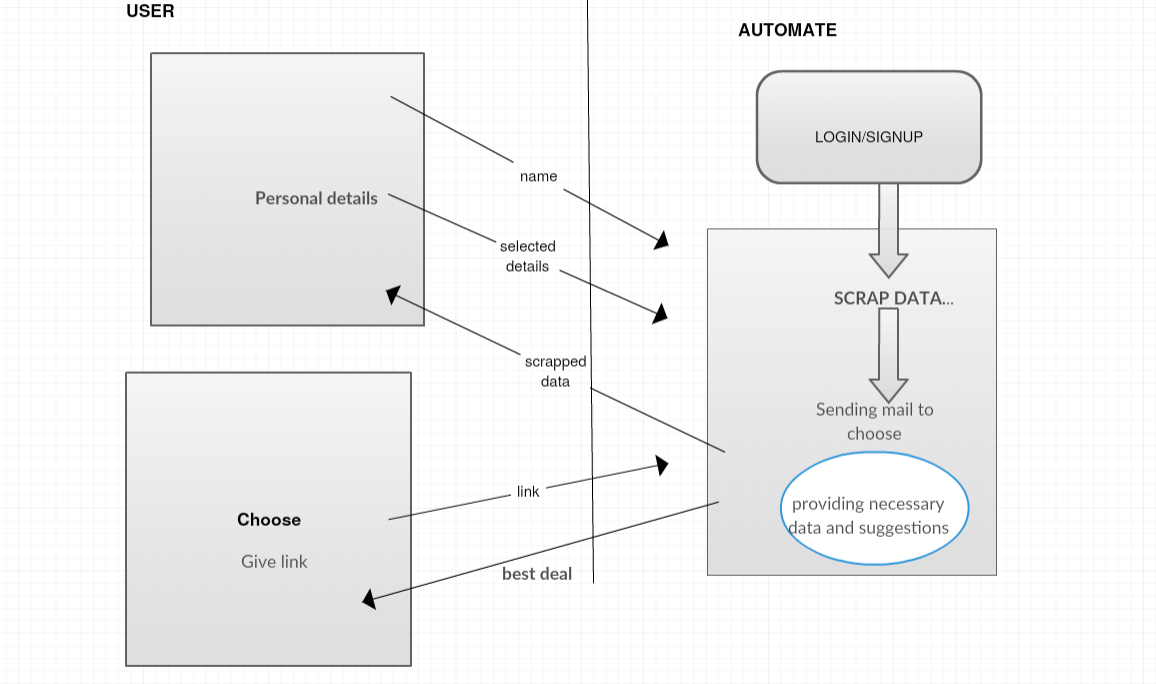 USER
AUTOMATE
LOGIN/SIGNUP
name
Personal details
selected
details
SCRAP DATA...
scrapped
data
Sending mail to
choose
link
providing necessary
data and suggestions
Choose
Give link
best deal